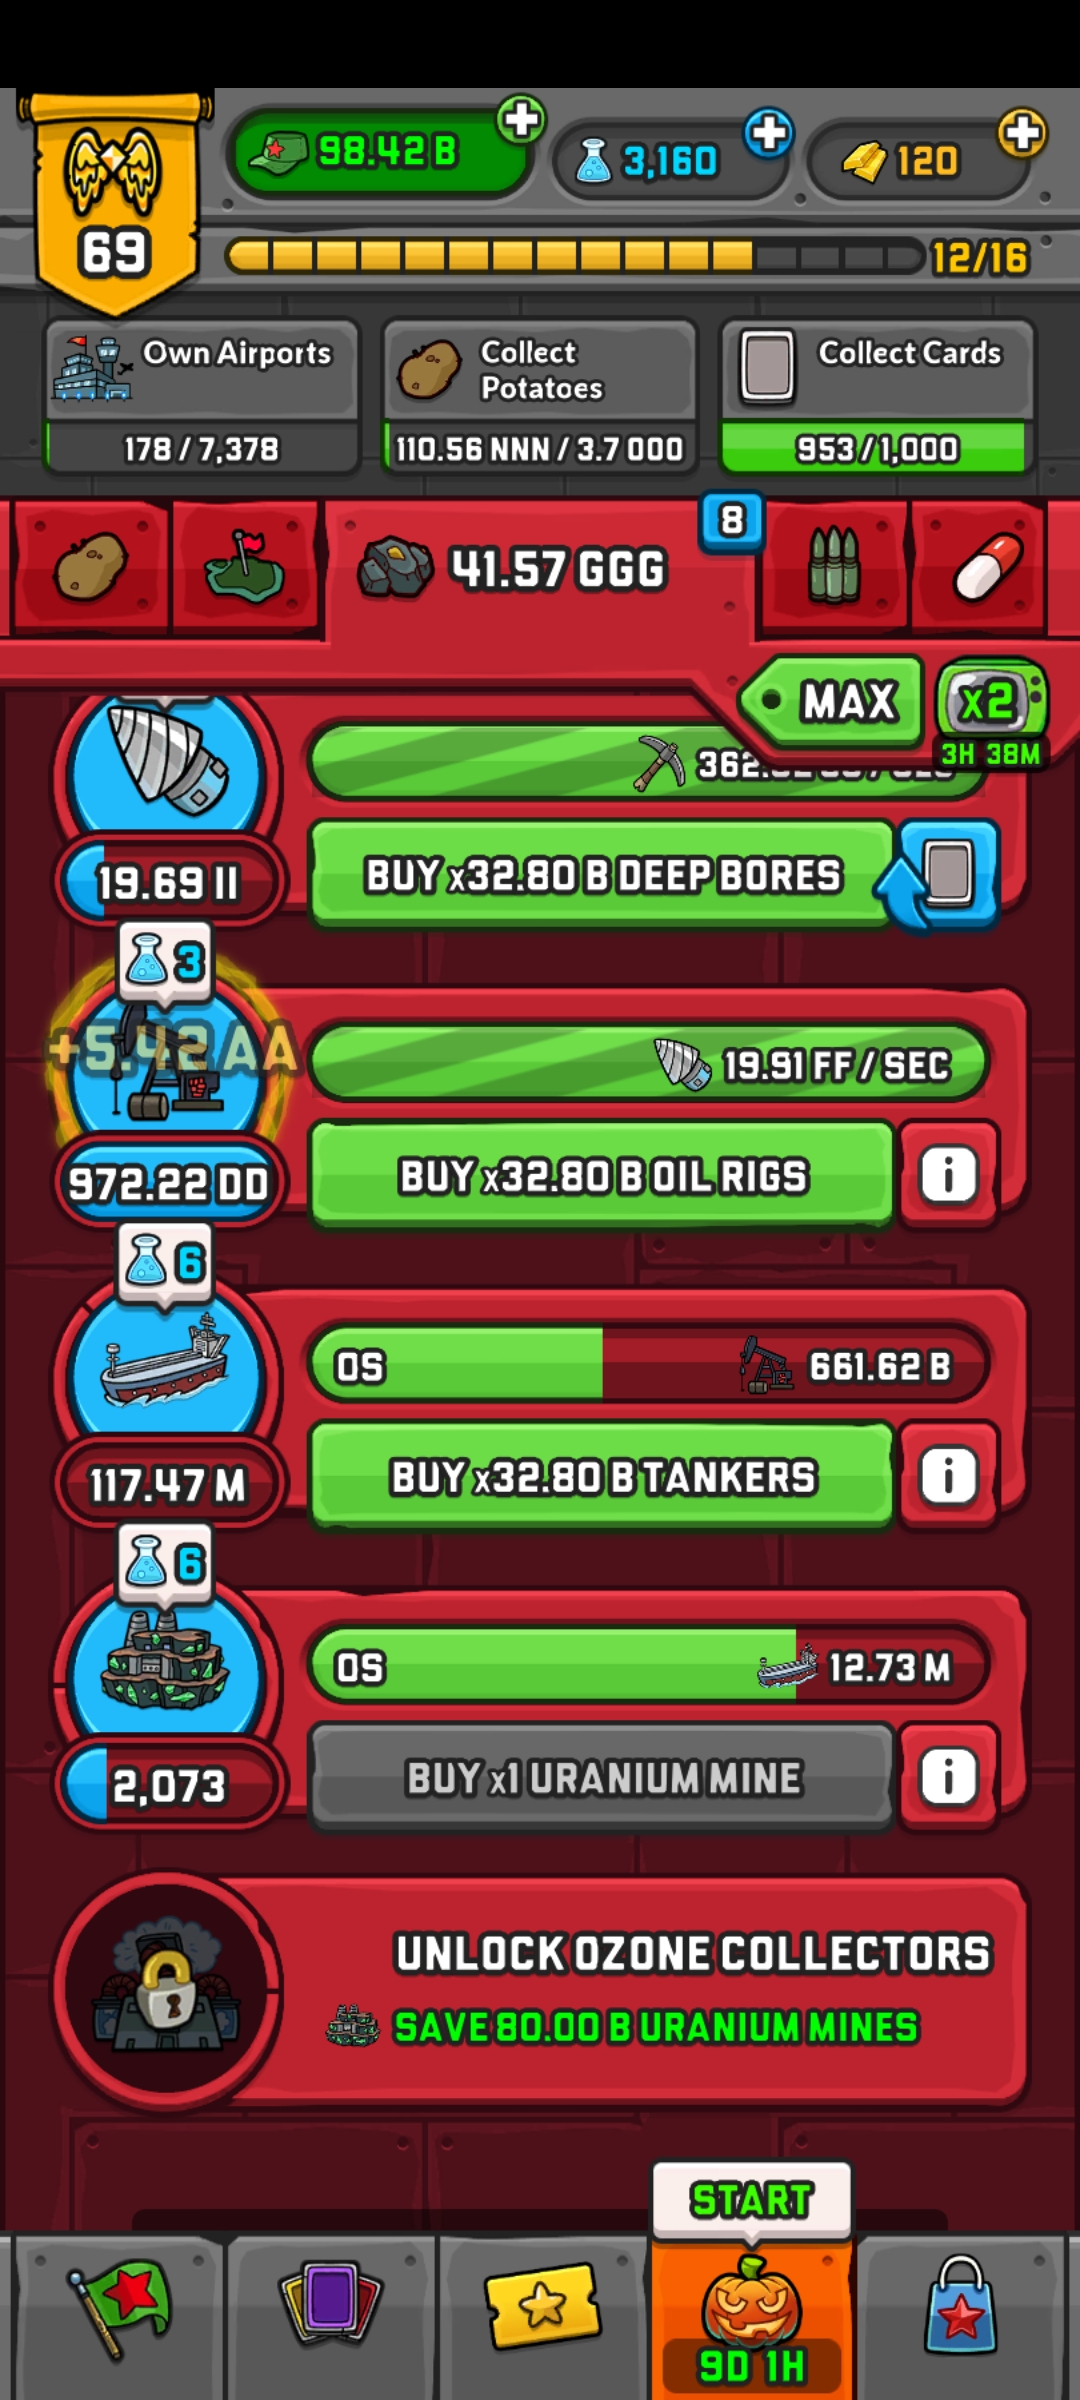 98.42 B
3,160
120
69
12/16
Own Airports
178 / 7,378
Collect
Potatoes
110.56 NNN / 3.7 OOO
Collect Cards
953 / 1,000
41.57 GGG
8
MAX
x2
3H 38M
19.69 II
BUY x32.80 B DEEP BORES
3
+5.42 AA
19.91 FF / SEC
972.22 DD
BUY x32.80 B OIL RIGS
6
0S
661.62 B
117.47 M
BUY x32.80 B TANKERS
6
0S
12.73 M
2,073
BUY x1 URANIUM MINE
UNLOCK OZONE COLLECTORS
SAVE 80.00 B URANIUM MINES
START
9D 1H